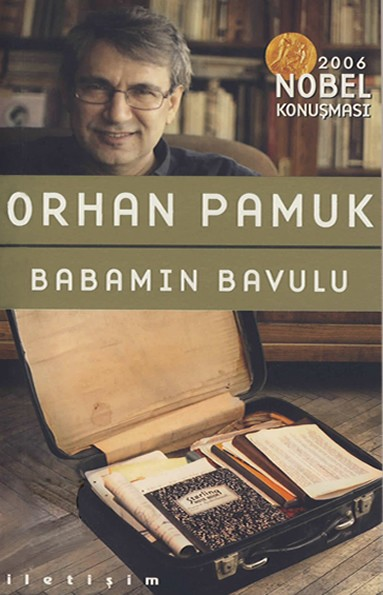 2006
NOBEL
KONUŞMASI
ORHAN PAMUK
BABAMIN BAVULU
Sterling
iletişim